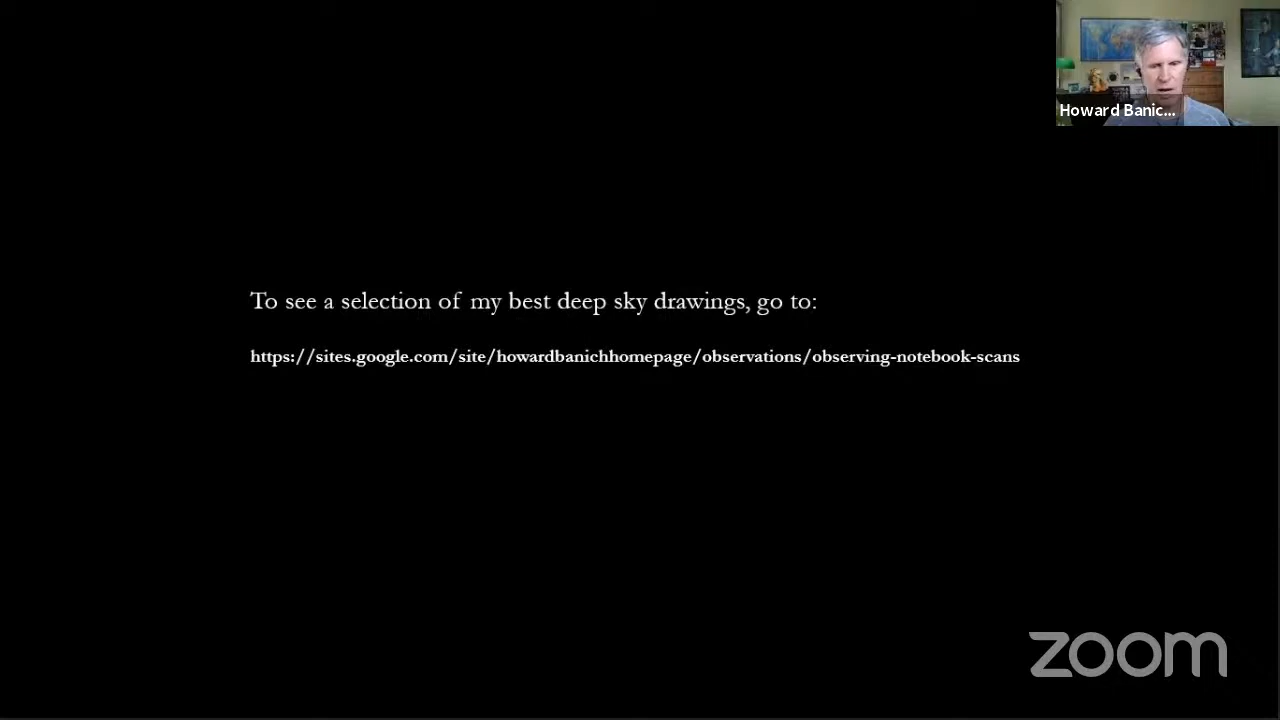 Howard Banic...
To see a selection of my best deep sky drawings, go to:
https://sites.google.com/site/howardbanichhomepage/observations/observing-notebook-scans
zoom